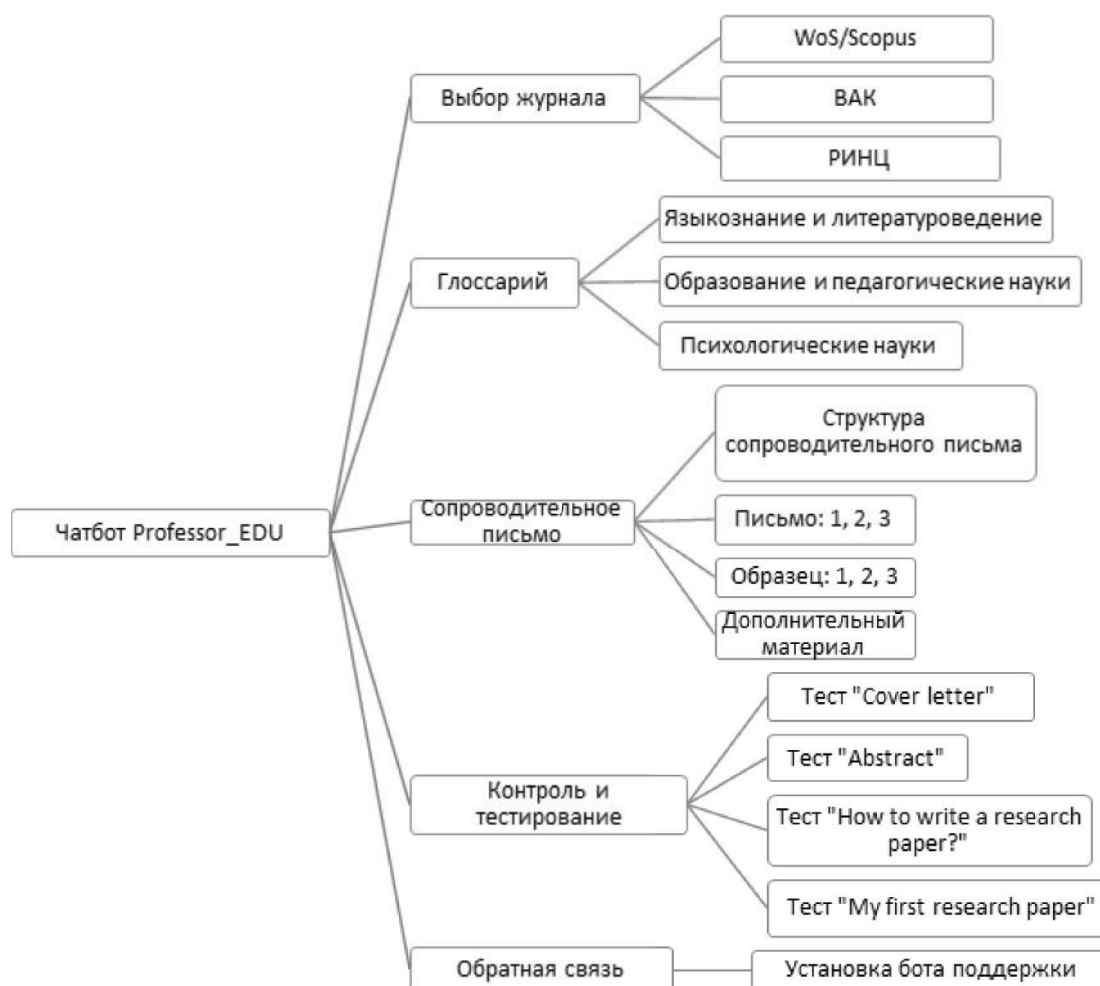 WoS/Scopus
Выбор журнала
ВАК
РИНЦ
Языкознание и литературоведение
Глоссарий
Образование и педагогические науки
Психологические науки
Структура
сопроводительного письма
Чатбот Professor_EDU
Сопроводительное
письмо
Письмо: 1, 2, 3
Образец: 1, 2, 3
Дополнительный
материал
Тест "Cover letter"
Контроль и
тестирование
Тест "Abstract"
Тест "How to write a research
paper?"
Тест "My first research paper"
Обратная связь
Установка бота поддержки